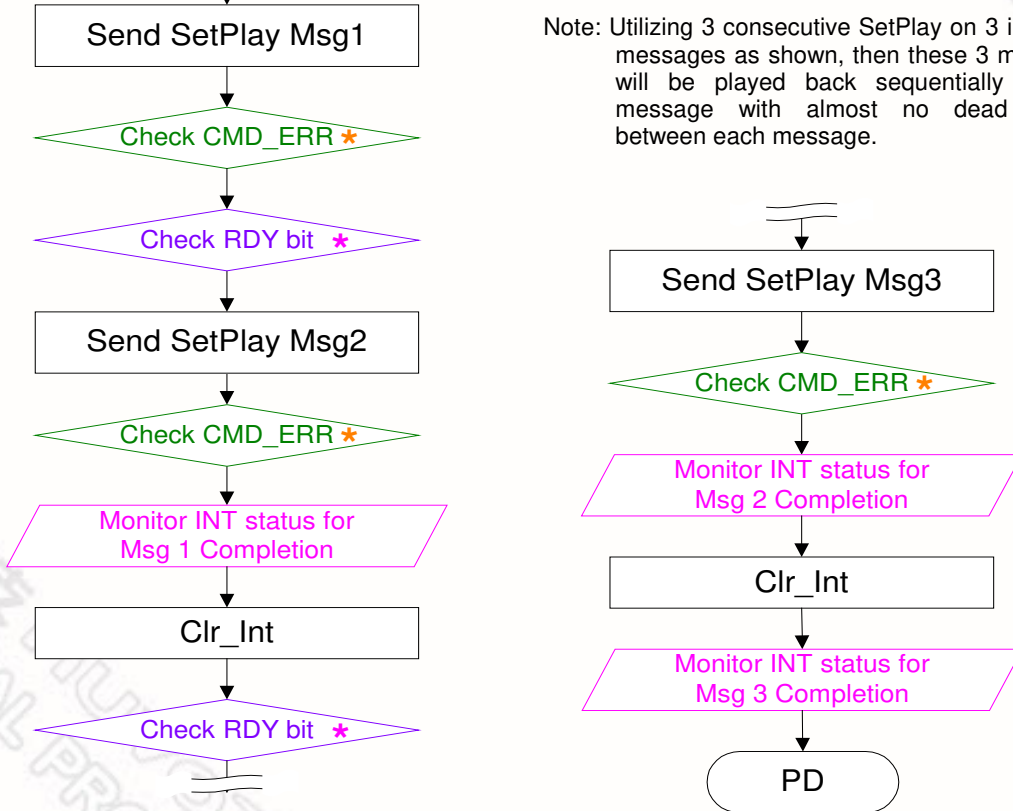 Send SetPlay Msg1
Check CMD_ERR *
Check RDY bit *
Send SetPlay Msg2
Check CMD_ERR *
Monitor INT status for
Msg 1 Completion
Clr_Int
Check RDY bit *
Note: Utilizing 3 consecutive SetPlay on 3
messages as shown, then these 3
will be played back sequentially
message with almost no dead
between each message.
Send SetPlay Msg3
Check CMD_ERR *
Monitor INT status for
Msg 2 Completion
Clr_Int
Monitor INT status for
Msg 3 Completion
PD